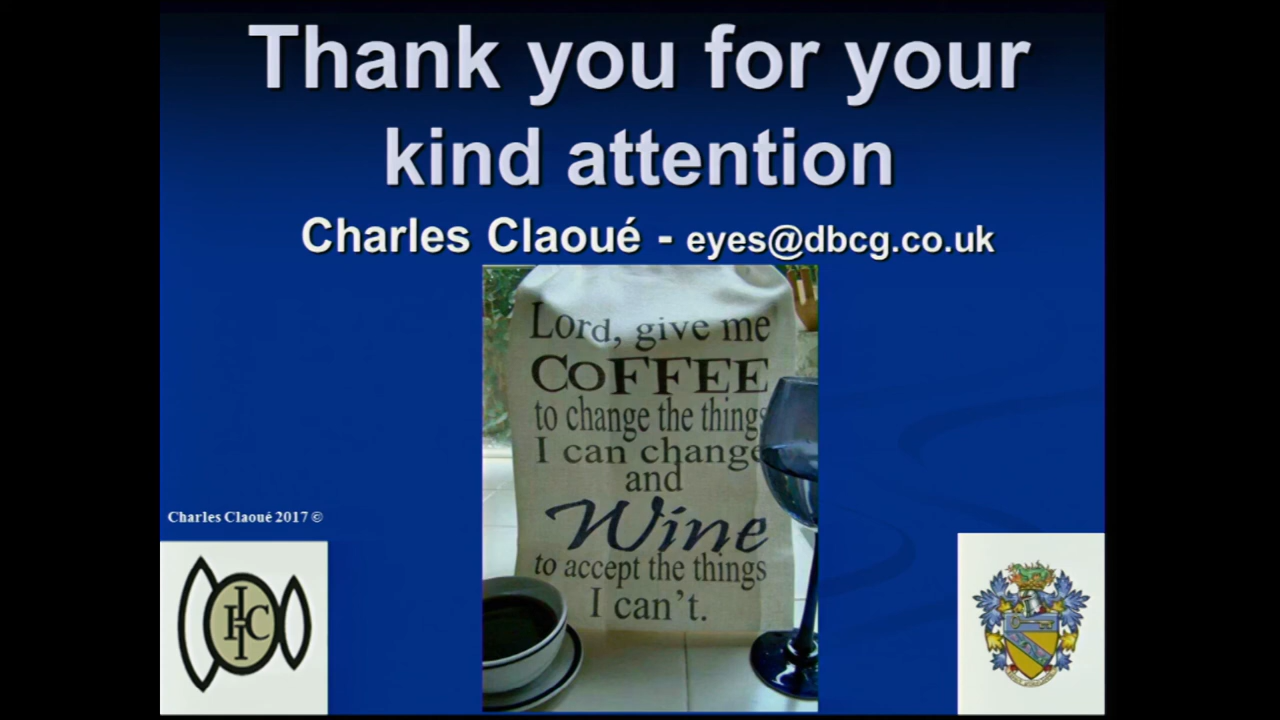 Thank you for your
kind attention
Charles Claoué - eyes@dbcg.co.uk
Lord, give me
COFFEE
to change the things
I can change
and
Wine
to accept the things
I can't.
Charles Claoué 2017 ©